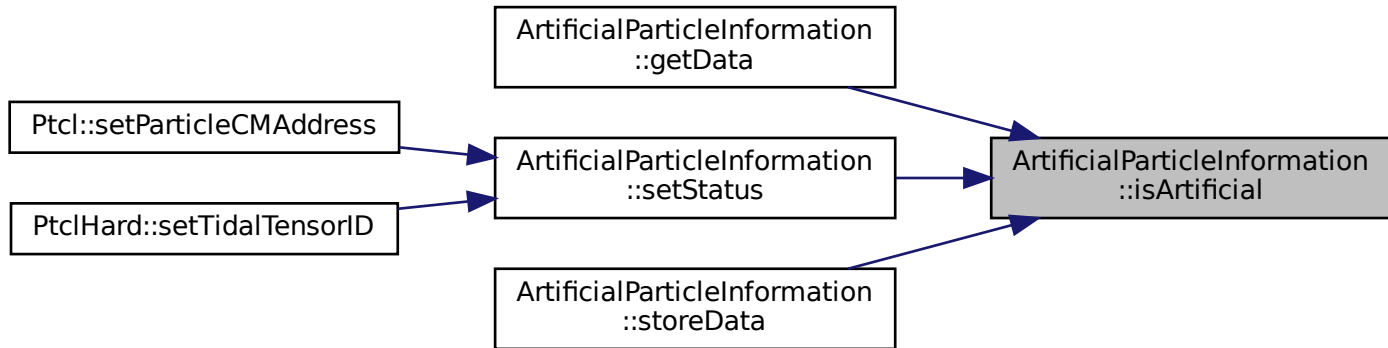 ArtificialParticleInformation
::getData
Ptcl::setParticleCMAddress
ArtificialParticleInformation
::setStatus
ArtificialParticleInformation
::isArtificial
PtclHard::setTidalTensorID
ArtificialParticleInformation
::storeData